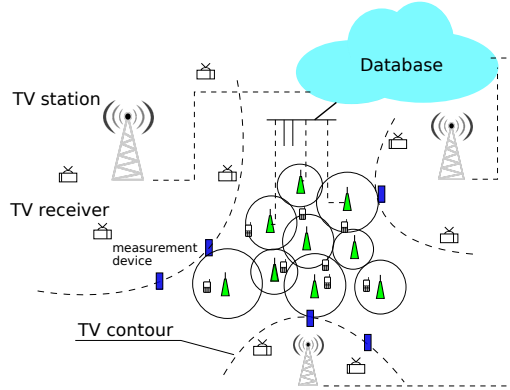 Database
TV station
TV receiver
measurement
device
TV contour